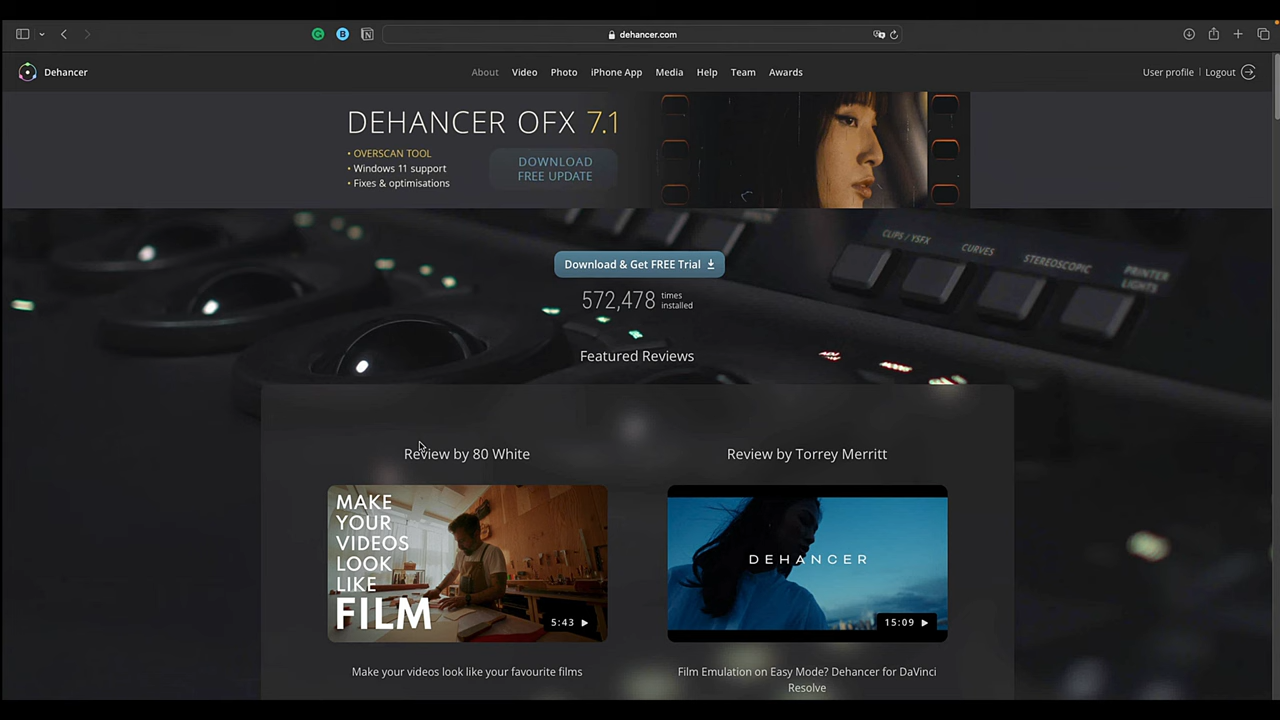 dehancer.com
Dehancer
About Video Photo iPhone App Media Help Team Awards
User profile | Logout
DEHANCER OFX 7.1
• OVERSCAN TOOL
• Windows 11 support
• Fixes & optimisations
DOWNLOAD
FREE UPDATE
CLIPS / YSFX
CURVES
STEREOSCOPIC
PRINTER
LIGHTS
Download & Get FREE Trial
572,478 times
installed
Featured Reviews
Review by 80 White
MAKE
YOUR
VIDEOS
LOOK
LIKE
FILM
5:43
Make your videos look like your favourite films
Review by Torrey Merritt
DEHANCER
15:09
Film Emulation on Easy Mode? Dehancer for DaVinci
Resolve